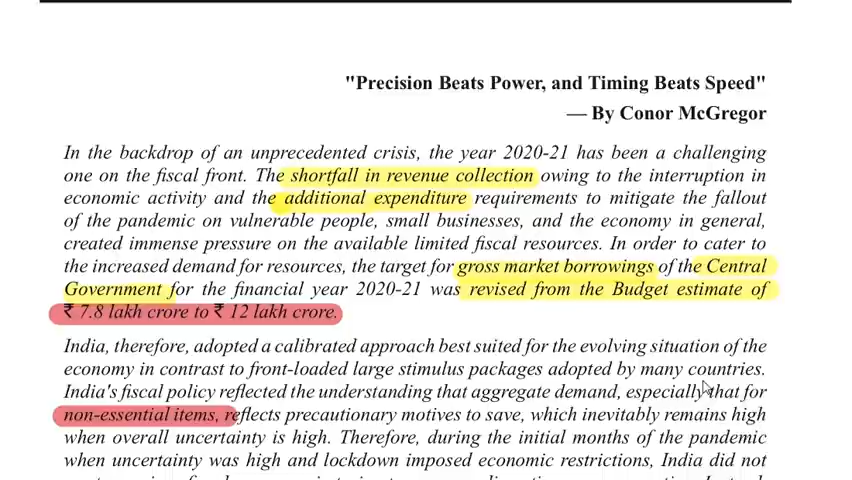 "Precision Beats Power, and Timing Beats Speed"
— By Conor McGregor
In the backdrop of an unprecedented crisis, the year 2020-21 has been a challenging
one on the fiscal front. The shortfall in revenue collection owing to the interruption in
economic activity and the additional expenditure requirements to mitigate the fallout
of the pandemic on vulnerable people, small businesses, and the economy in general,
created immense pressure on the available limited fiscal resources. In order to cater to
the increased demand for resources, the target for gross market borrowings of the Central
Government for the financial year 2020-21 was revised from the Budget estimate of
₹ 7.8 lakh crore to ₹ 12 lakh crore.
India, therefore, adopted a calibrated approach best suited for the evolving situation of the
economy in contrast to front-loaded large stimulus packages adopted by many countries.
India's fiscal policy reflected the understanding that aggregate demand, especially that for
non-essential items, reflects precautionary motives to save, which inevitably remains high
when overall uncertainty is high. Therefore, during the initial months of the pandemic
when uncertainty was high and lockdown imposed economic restrictions, India did not